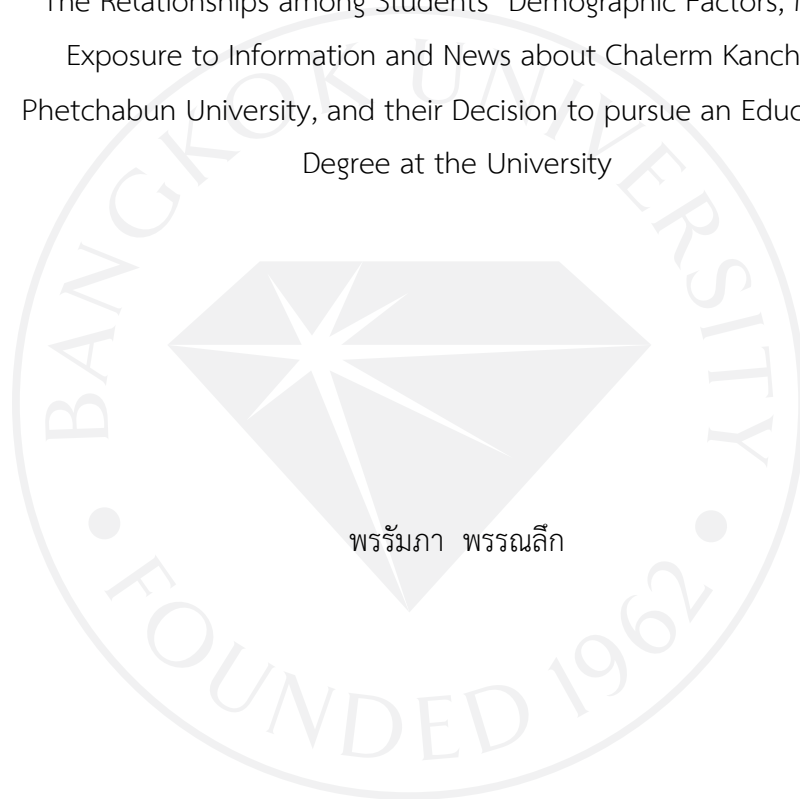 The Relationships among Students' Demographic Factors,
Exposure to Information and News about Chalerm Kanch
Phetchabun University, and their Decision to pursue an Educ
Degree at the University
BANGKOK UNIVERSITY
พรรัมภา พรรณลึก
FOUNDED 1962